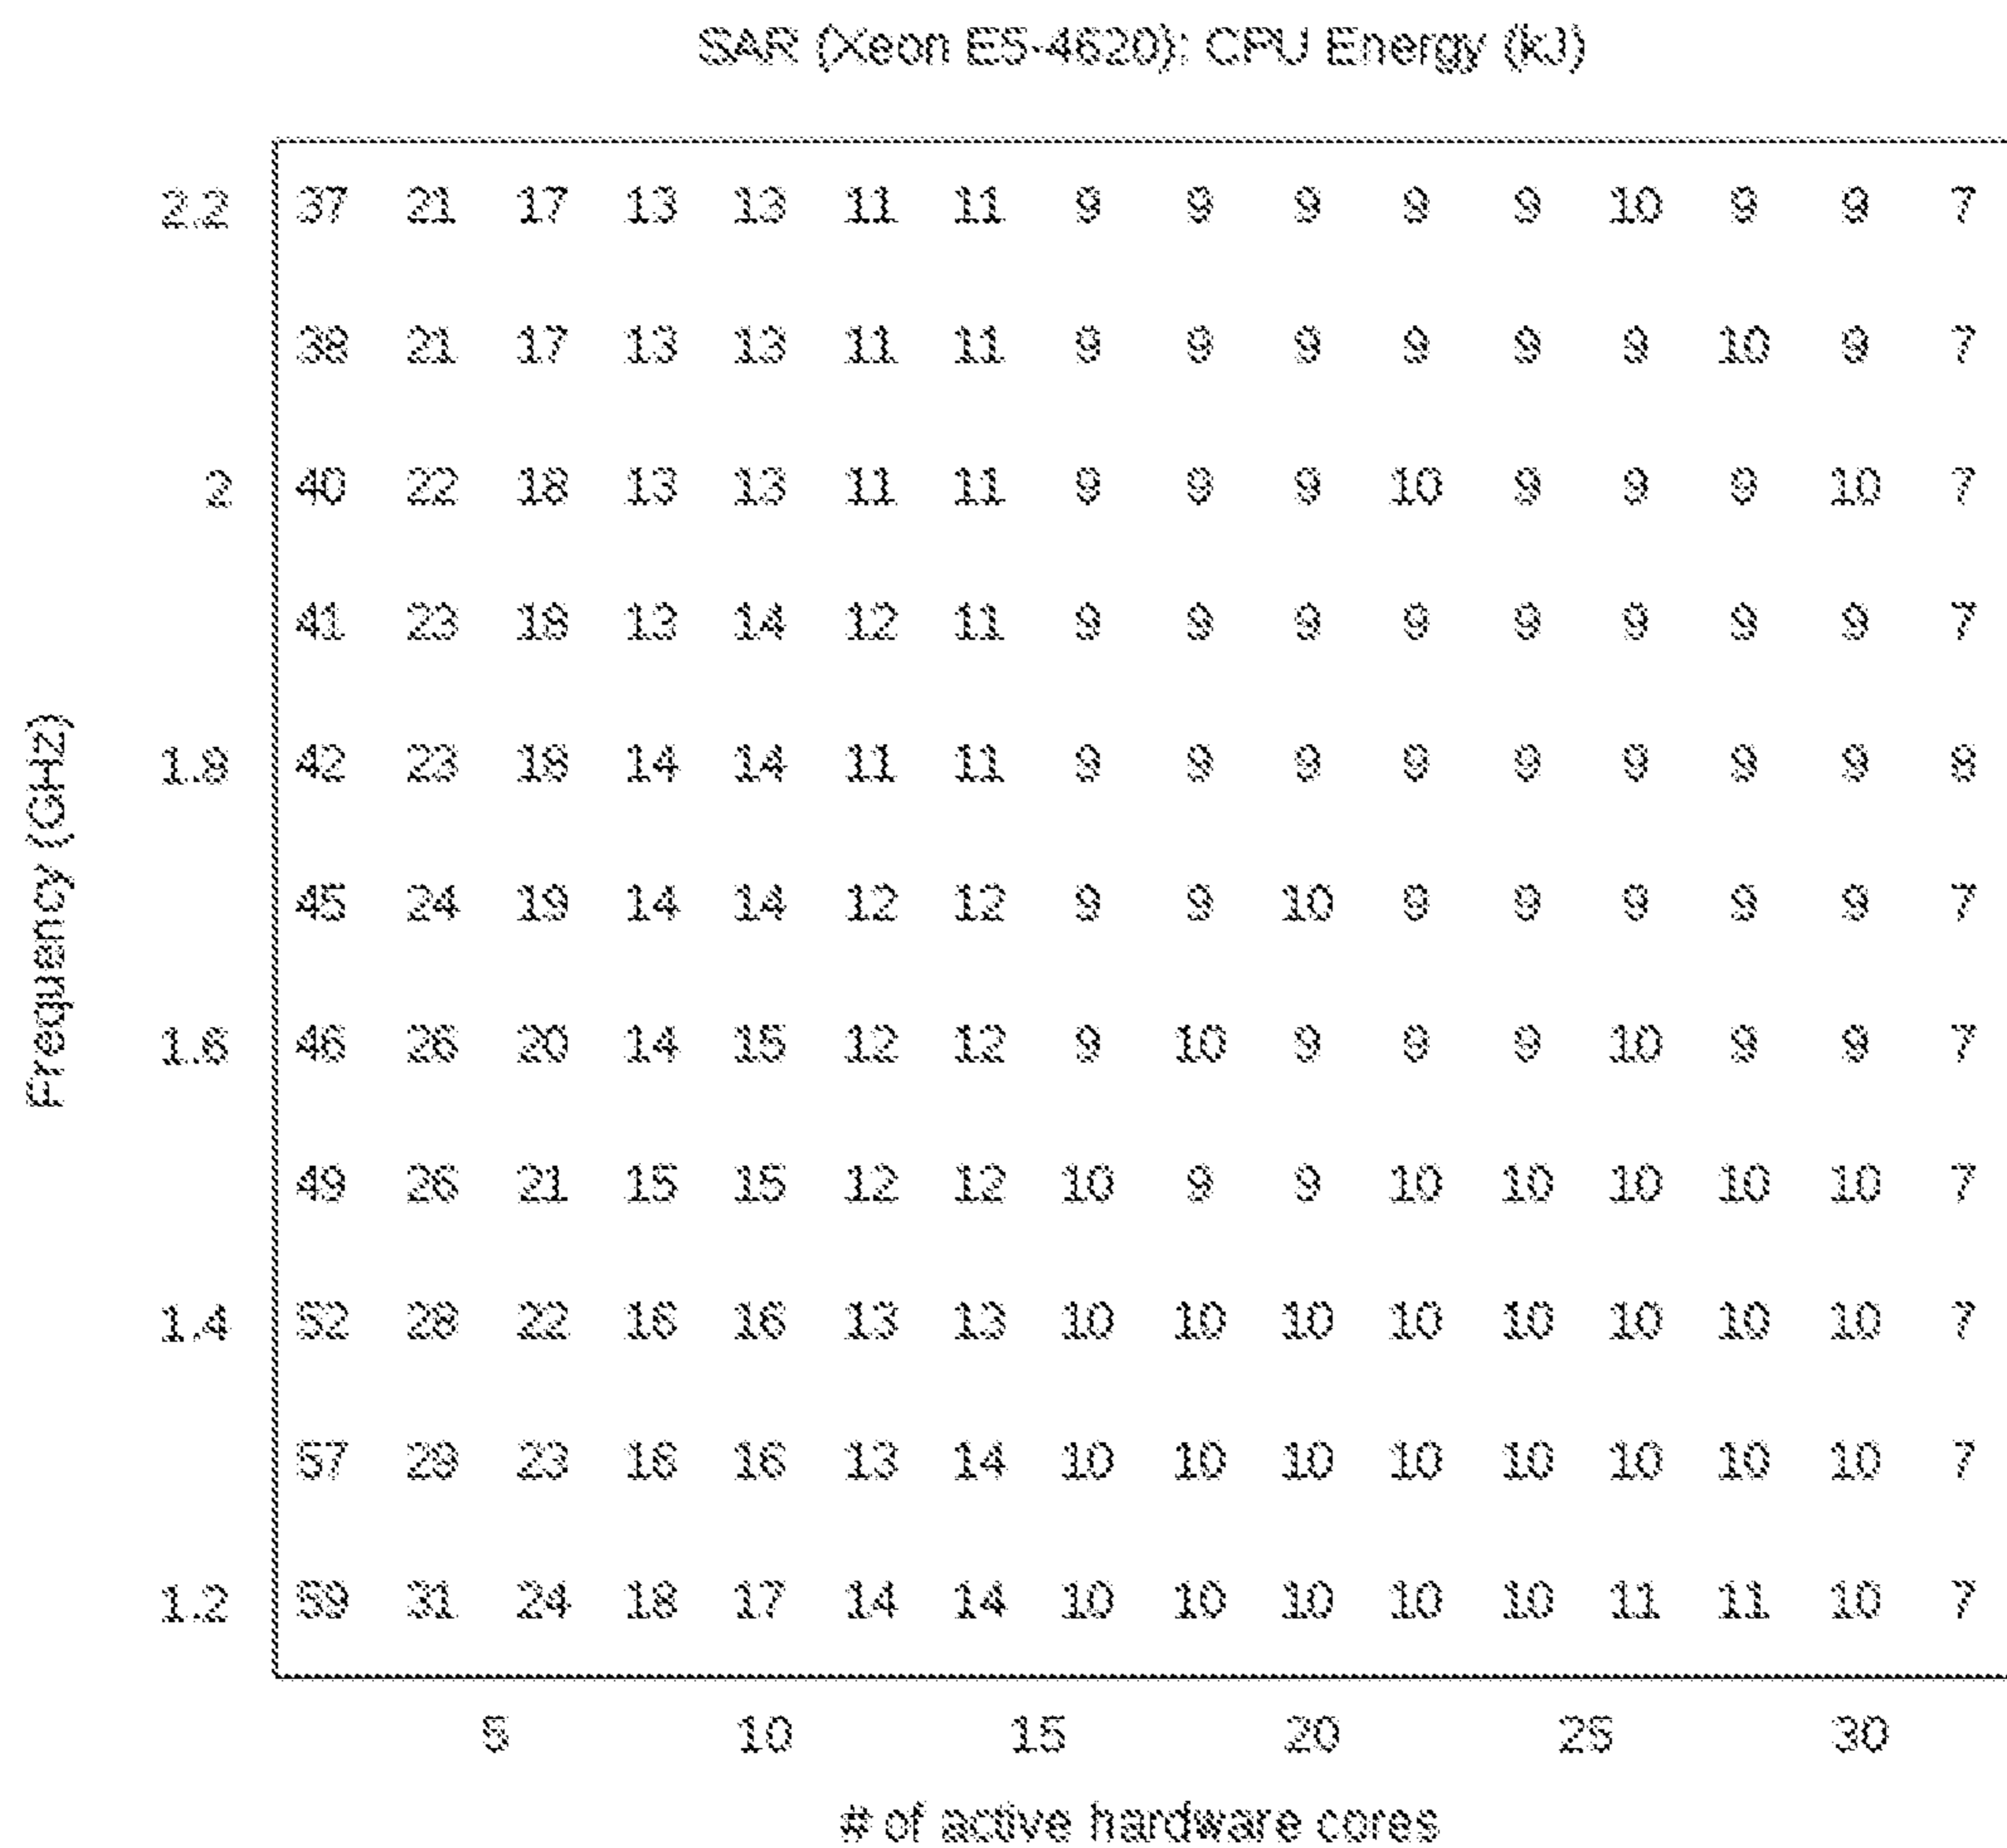 SAR (Xeon E5-4620): CPU Energy (kJ)
2.2 37 21 17 13 13 11 11 9 9 9 9 9 10 9 9 7
38 21 17 13 13 11 11 9 9 9 9 9 9 10 9 7
2 40 22 18 13 13 11 11 9 9 9 10 9 9 9 10 7
41 23 18 13 14 12 11 9 9 9 9 9 9 9 9 7
1.8 42 23 18 14 14 11 11 9 9 9 9 9 9 9 9 8
45 24 19 14 14 12 12 9 9 10 9 9 9 9 9 7
1.6 46 26 20 14 15 12 12 9 10 9 9 9 10 9 9 7
49 26 21 15 15 12 12 10 9 9 10 10 10 10 10 7
1.4 52 28 22 16 16 13 13 10 10 10 10 10 10 10 10 7
57 29 23 16 16 13 14 10 10 10 10 10 10 10 10 7
1.2 59 31 24 18 17 14 14 10 10 10 10 10 11 11 10 7
Frequency (GHz)
5 10 15 20 25 30
# of active hardware cores